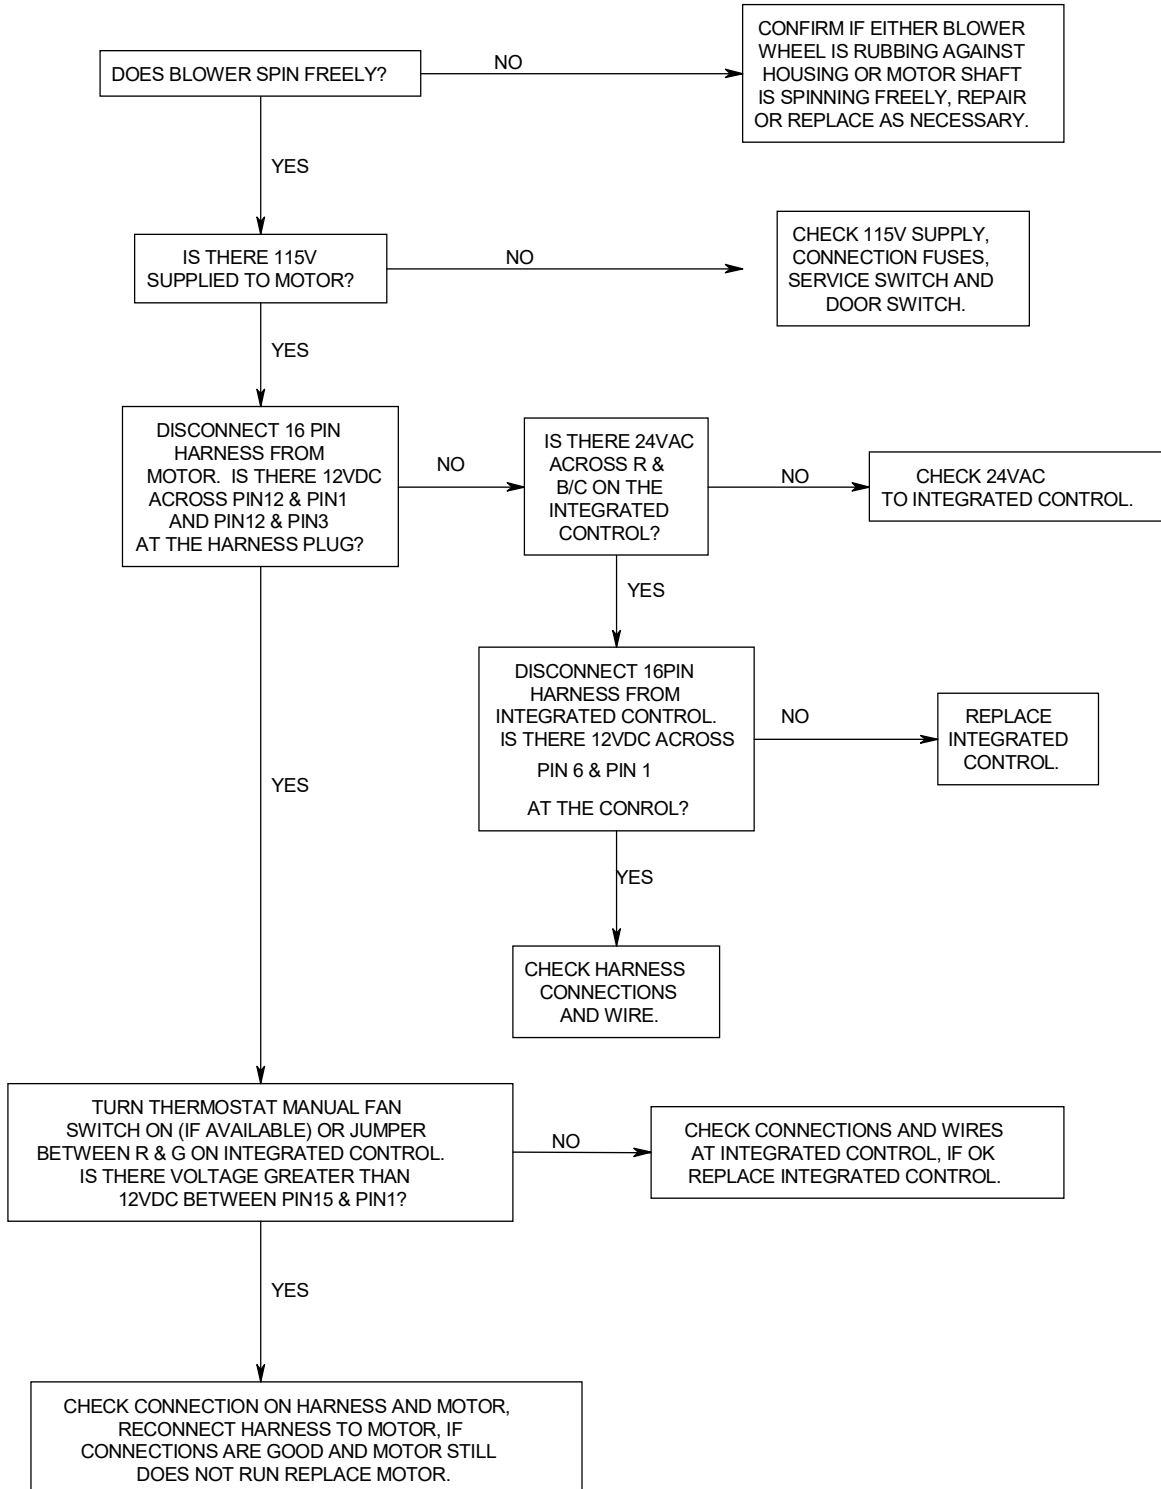 DOES BLOWER SPIN FREELY?
NO
CONFIRM IF EITHER BLOWER
WHEEL IS RUBBING AGAINST
HOUSING OR MOTOR SHAFT
IS SPINNING FREELY, REPAIR
OR REPLACE AS NECESSARY.
YES
IS THERE 115V
SUPPLIED TO MOTOR?
NO
CHECK 115V SUPPLY,
CONNECTION FUSES,
SERVICE SWITCH AND
DOOR SWITCH.
YES
DISCONNECT 16 PIN
HARNESS FROM
MOTOR. IS THERE 12VDC
ACROSS PIN12 & PIN1
AND PIN12 & PIN3
AT THE HARNESS PLUG?
NO
IS THERE 24VAC
ACROSS R &
B/C ON THE
INTEGRATED
CONTROL?
NO
CHECK 24VAC
TO INTEGRATED CONTROL.
YES
DISCONNECT 16PIN
HARNESS FROM
INTEGRATED CONTROL.
IS THERE 12VDC ACROSS
PIN 6 & PIN 1
AT THE CONROL?
NO
REPLACE
INTEGRATED
CONTROL.
YES
YES
CHECK HARNESS
CONNECTIONS
AND WIRE.
TURN THERMOSTAT MANUAL FAN
SWITCH ON (IF AVAILABLE) OR JUMPER
BETWEEN R & G ON INTEGRATED CONTROL.
IS THERE VOLTAGE GREATER THAN
12VDC BETWEEN PIN15 & PIN1?
NO
CHECK CONNECTIONS AND WIRES
AT INTEGRATED CONTROL, IF OK
REPLACE INTEGRATED CONTROL.
YES
CHECK CONNECTION ON HARNESS AND MOTOR,
RECONNECT HARNESS TO MOTOR, IF
CONNECTIONS ARE GOOD AND MOTOR STILL
DOES NOT RUN REPLACE MOTOR.